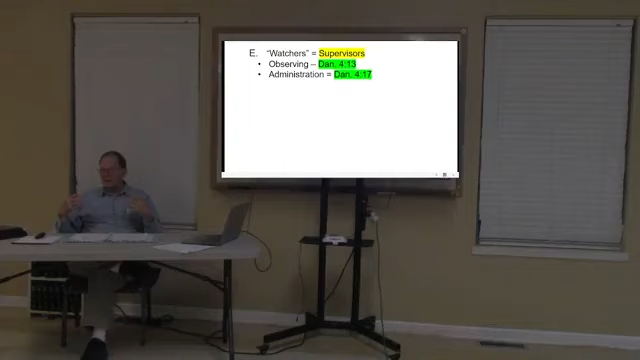 E. “Watchers” = Supervisors
• Observing – Dan. 4:13
• Administration = Dan. 4:17